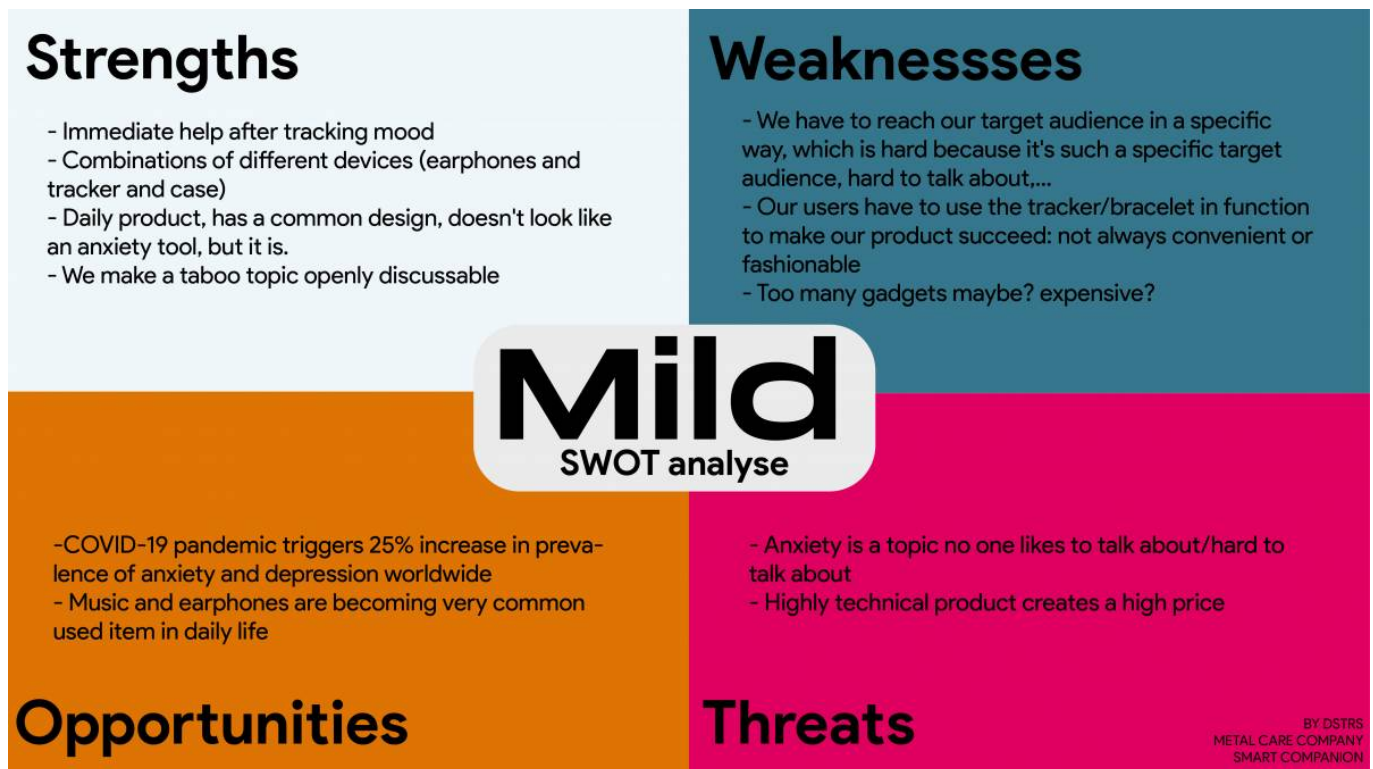 Strengths
- Immediate help after tracking mood
- Combinations of different devices (earphones and
tracker and case)
- Daily product, has a common design, doesn't look like
an anxiety tool, but it is.
- We make a taboo topic openly discussable
Weaknessses
- We have to reach our target audience in a specific
way, which is hard because it's such a specific target
audience, hard to talk about,...
- Our users have to use the tracker/bracelet in function
to make our product succeed: not always convenient or
fashionable
- Too many gadgets maybe? expensive?
Mild
SWOT analyse
-COVID-19 pandemic triggers 25% increase in preva-
lence of anxiety and depression worldwide
- Music and earphones are becoming very common
used item in daily life
Opportunities
- Anxiety is a topic no one likes to talk about/hard to
talk about
- Highly technical product creates a high price
Threats
BY DSTRS
METAL CARE COMPANY
SMART COMPANION